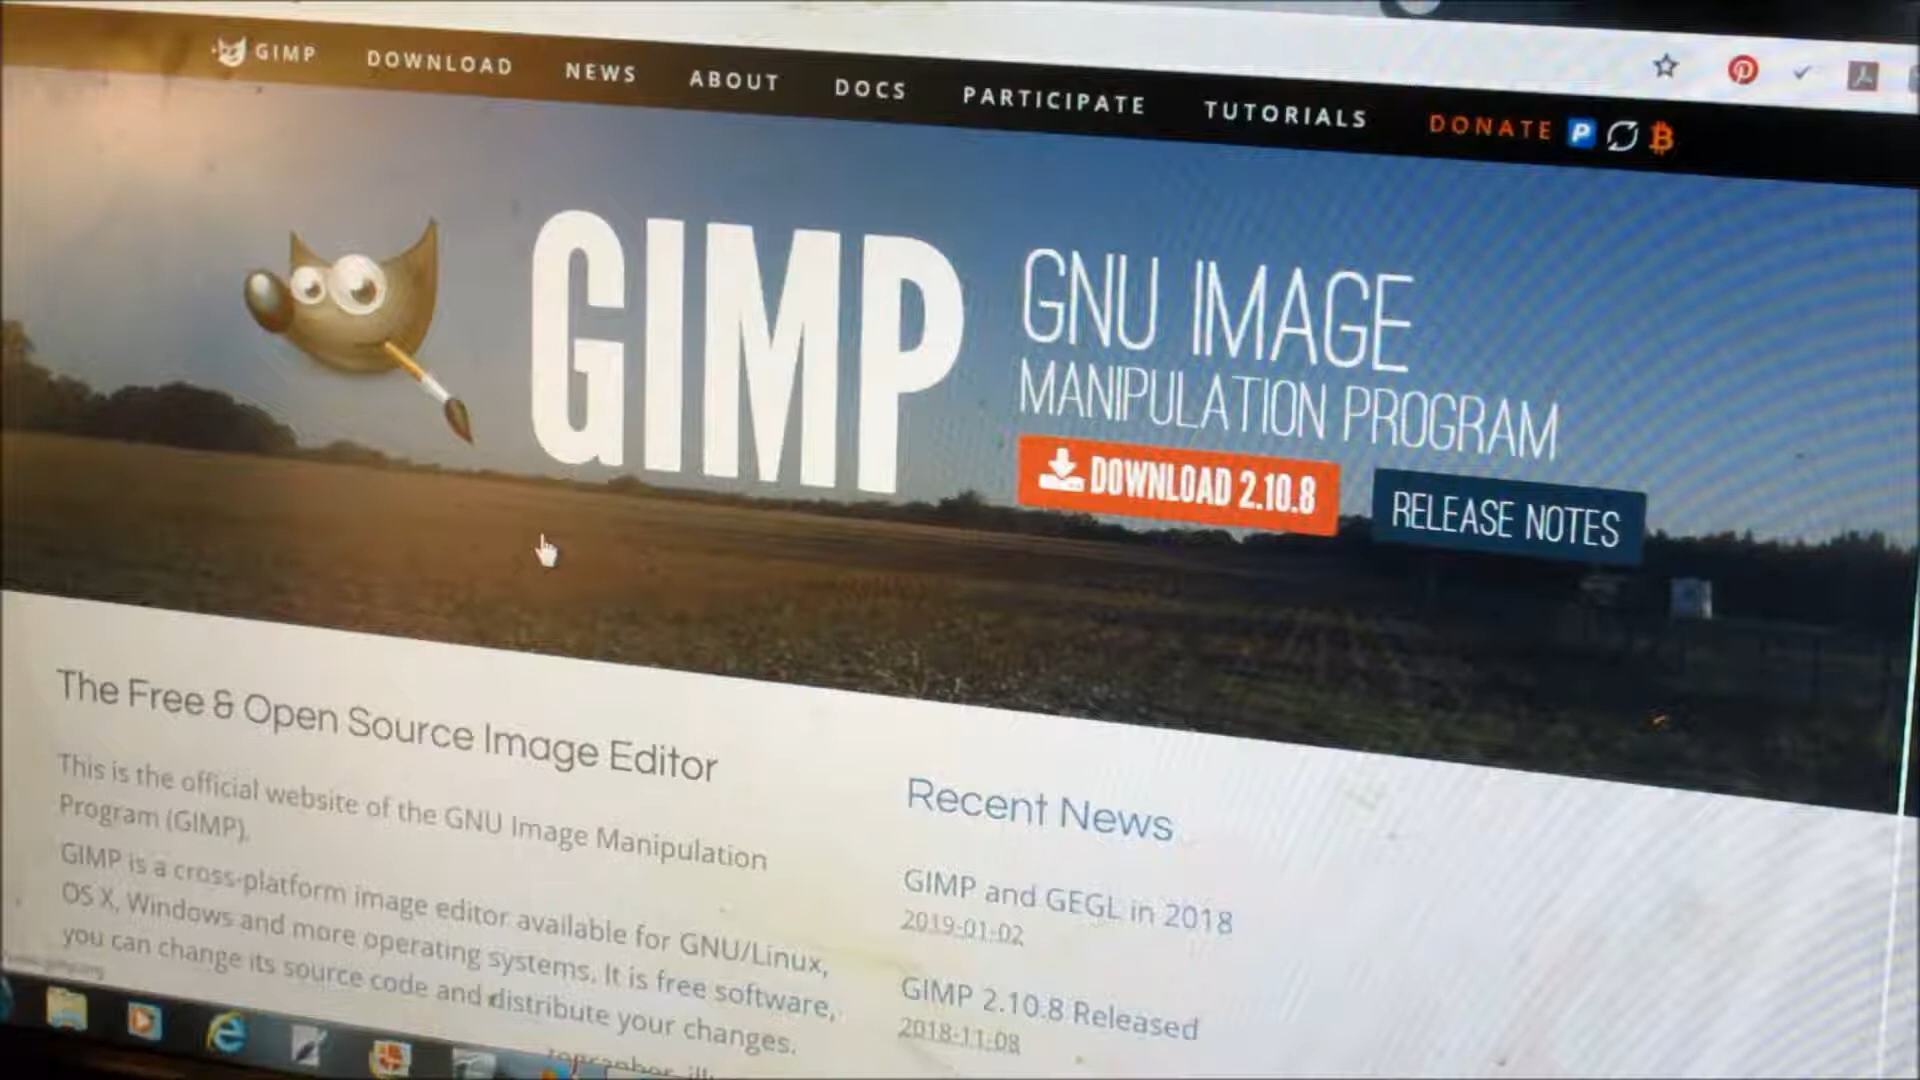 GIMP DOWNLOAD NEWS ABOUT DOCS PARTICIPATE TUTORIALS DONATE
GIMP
GNU IMAGE
MANIPULATION PROGRAM
DOWNLOAD 2.10.8
RELEASE NOTES
The Free & Open Source Image Editor
This is the official website of the GNU Image Manipulation
Program (GIMP).
GIMP is a cross-platform image editor available for GNU/Linux,
OS X, Windows and more operating systems. It is free software,
you can change its source code and distribute your changes.
Recent News
GIMP and GEGL in 2018
2019-01-02
GIMP 2.10.8 Released
2018-11-08